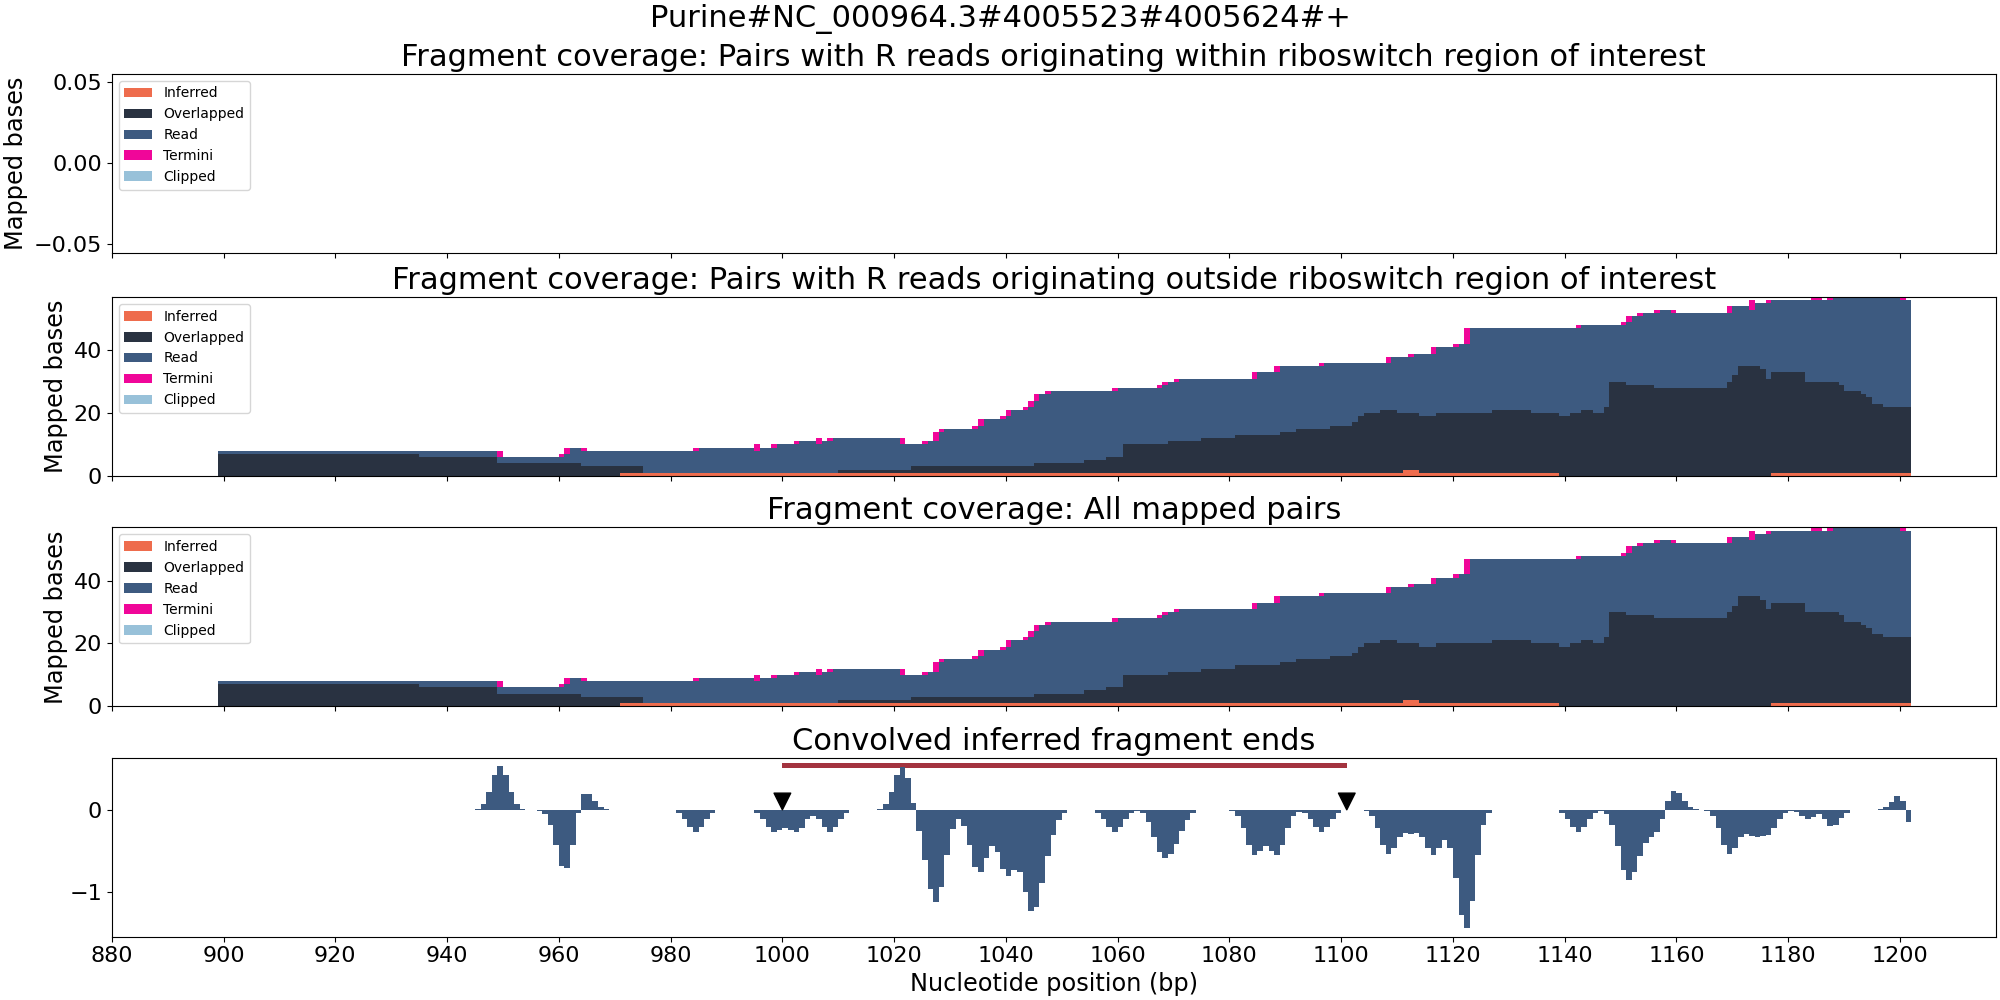 Purine#NC_000964.3#4005523#4005624#+
Fragment coverage: Pairs with R reads originating within riboswitch region of interest
Mapped bases
0.05
0.00
−0.05
Inferred
Overlapped
Read
Termini
Clipped
Fragment coverage: Pairs with R reads originating outside riboswitch region of interest
Mapped bases
40
20
0
Inferred
Overlapped
Read
Termini
Clipped
Fragment coverage: All mapped pairs
Mapped bases
40
20
0
Inferred
Overlapped
Read
Termini
Clipped
Convolved inferred fragment ends
0
−1
880 900 920 940 960 980 1000 1020 1040 1060 1080 1100 1120 1140 1160 1180 1200
Nucleotide position (bp)